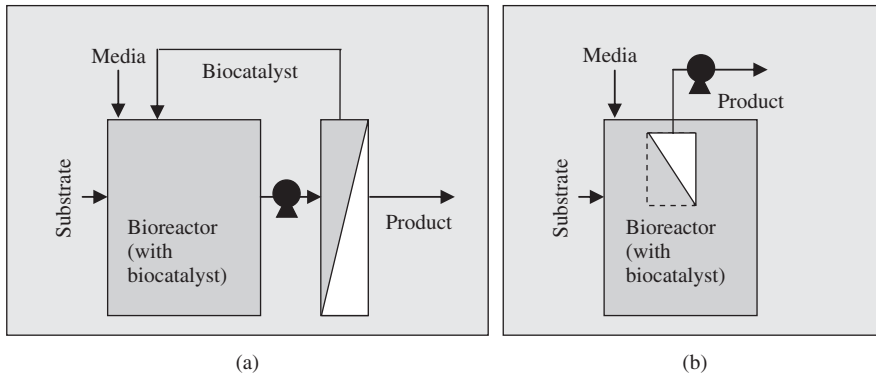 Media
Biocatalyst
Substrate
Bioreactor
(with
biocatalyst)
Product
(a)
Media
Product
Substrate
Bioreactor
(with
biocatalyst)
(b)